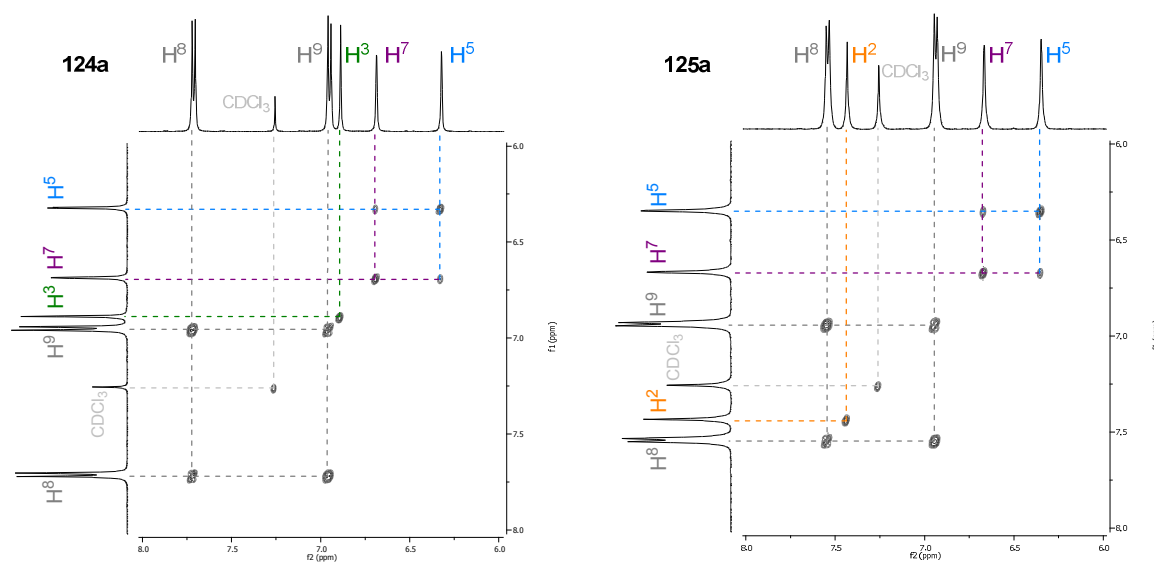 124a
H⁸
CDCl₃
H⁹
H³
H⁷
H⁵
H⁵
H⁷
H³
H⁹
CDCl₃
H⁸
6.0
6.5
7.0
7.5
8.0
f1 (ppm)
8.0 7.5 7.0 6.5 6.0
f2 (ppm)
125a
H⁸
H²
CDCl₃
H⁹
H⁷
H⁵
H⁵
H⁷
H⁹
CDCl₃
H²
H⁸
6.0
6.5
7.0
7.5
8.0
8.0 7.5 7.0 6.5 6.0
f2 (ppm)